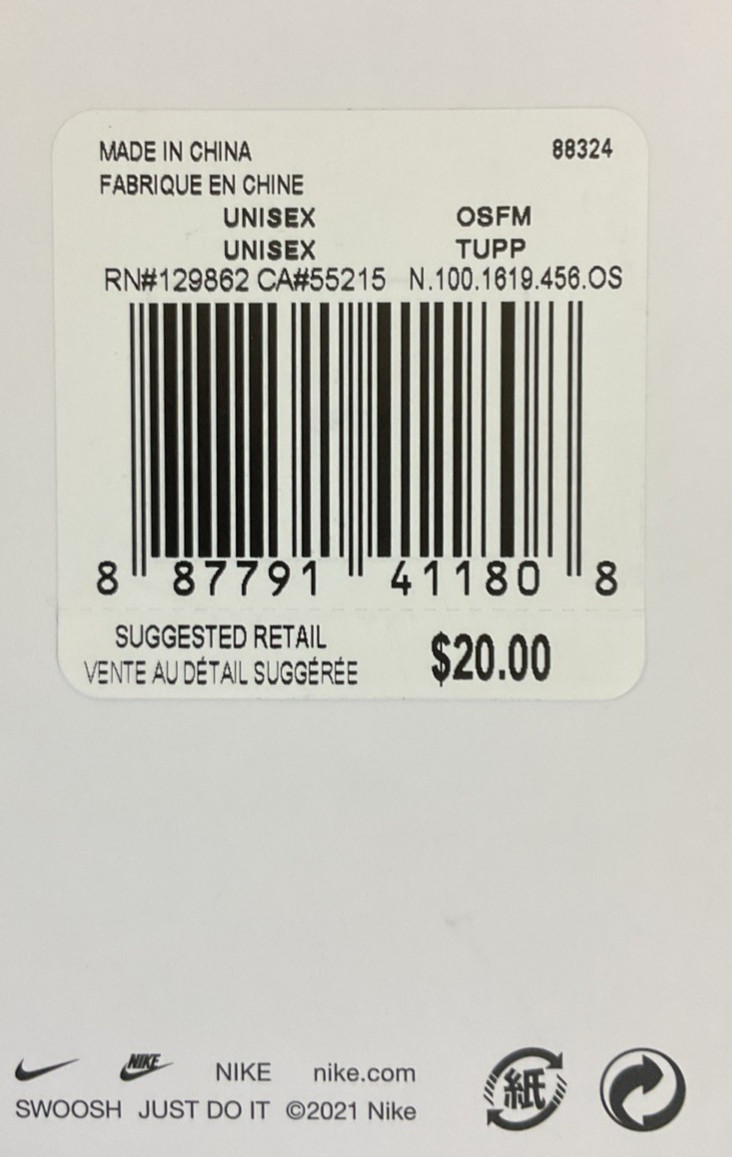 MADE IN CHINA 88324
FABRIQUE EN CHINE
UNISEX OSFM
UNISEX TUPP
RN#129862 CA#55215 N.100.1619.456.OS
8 87791 41180 8
SUGGESTED RETAIL $20.00
VENTE AU DÉTAIL SUGGÉRÉE
NIKE NIKE nike.com
SWOOSH JUST DO IT ©2021 Nike
紙